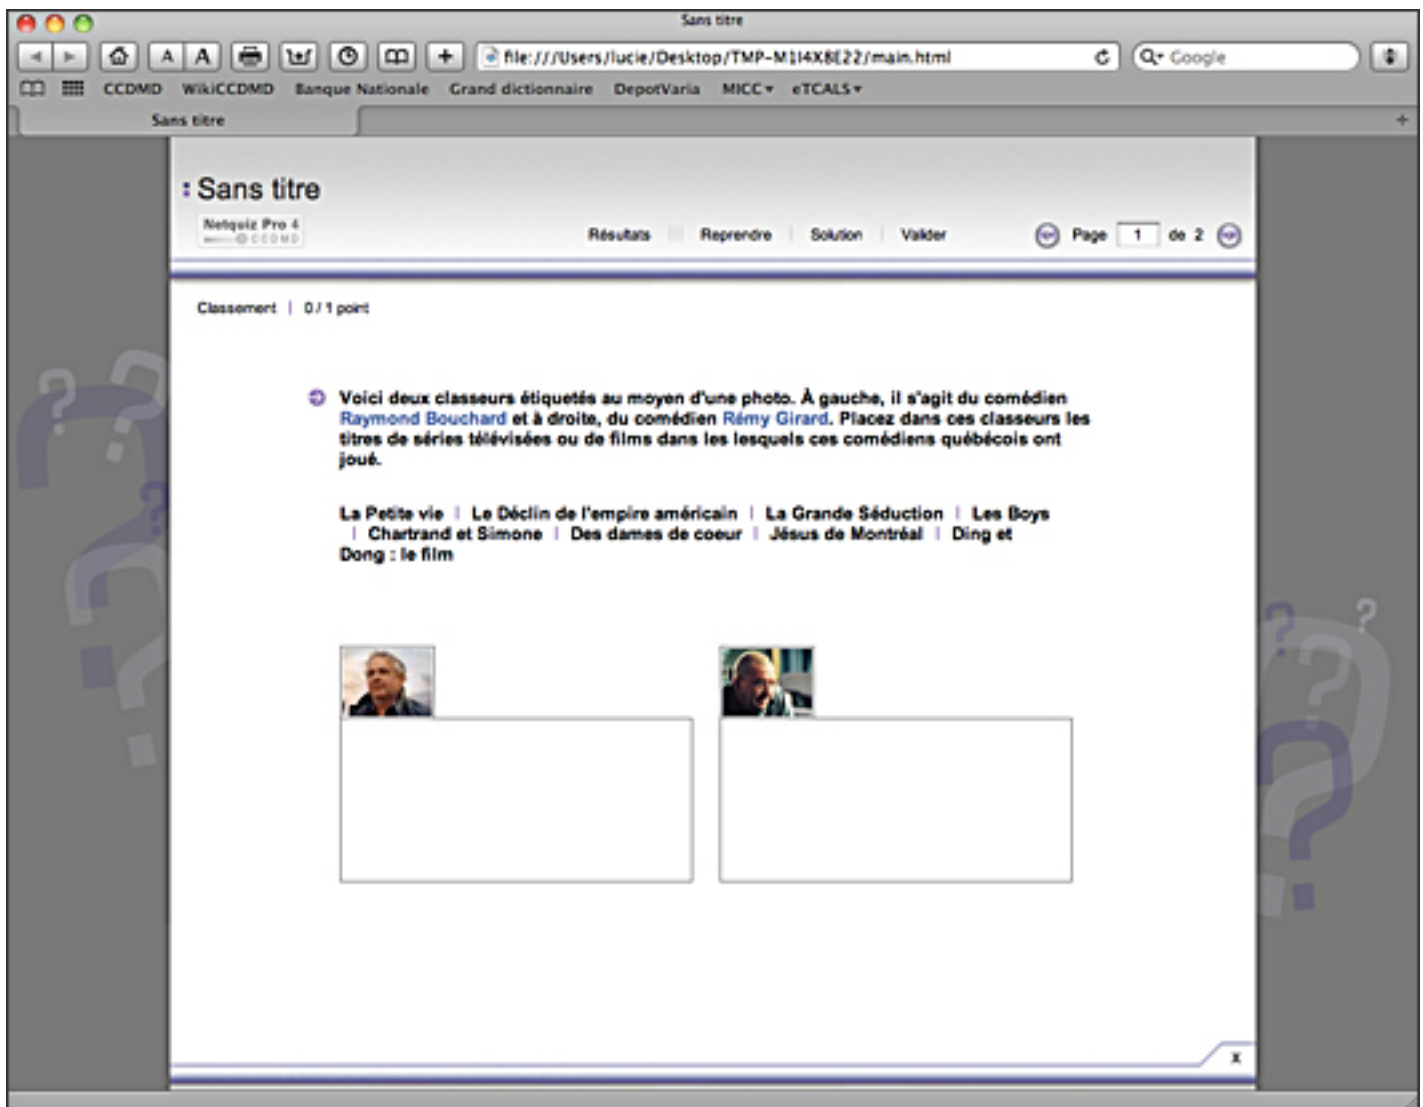 Sans titre
A A + file:///Users/lucie/Desktop/TMP-M1I4X8E22/main.html Google
CCDMD WikiCCDMD Banque Nationale Grand dictionnaire DepotVaria MICC eTCALS
Sans titre +
Sans titre
Netquiz Pro 4
CCDMD
Résultats Reprendre Solution Valider Page 1 de 2
Classement | 0 / 1 point
Voici deux classeurs étiquetés au moyen d'une photo. À gauche, il s'agit du comédien
Raymond Bouchard et à droite, du comédien Rémy Girard. Placez dans ces classeurs les
titres de séries télévisées ou de films dans les lesquels ces comédiens québécois ont
joué.
La Petite vie | Le Déclin de l'empire américain | La Grande Séduction | Les Boys
| Chartrand et Simone | Des dames de coeur | Jésus de Montréal | Ding et
Dong : le film
x